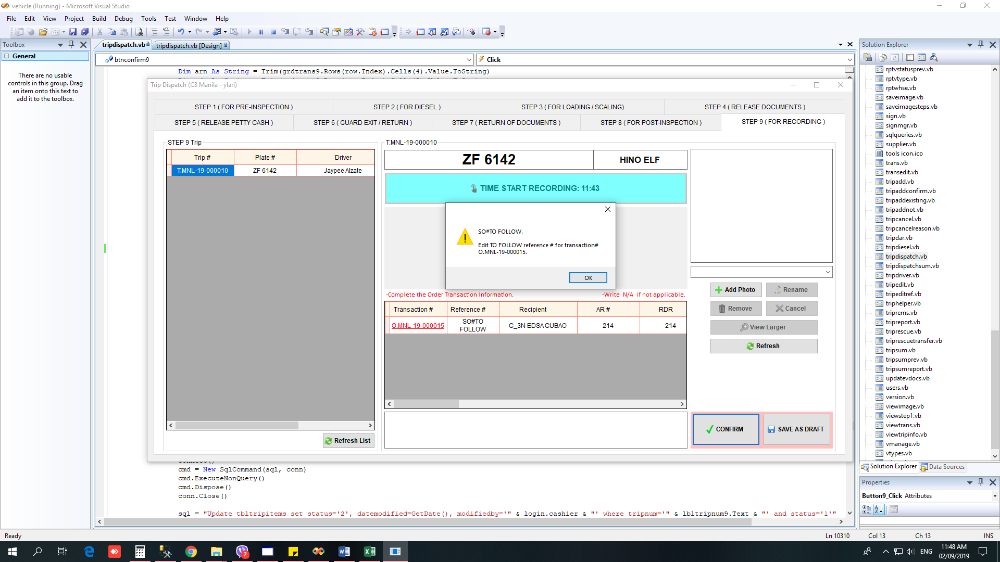 vehicle (Running) - Microsoft Visual Studio
File Edit View Project Build Debug Tools Test Window Help
Toolbox
General
There are no usable
controls in this group. Drag
an item onto this text to
add it to the toolbox.
tripdispatch.vb
tripdispatch.vb [Design]
btnconfirm9
Click
Dim arn As String = Trim(grdtrans9.Rows(row.Index).Cells(4).Value.ToString)
Trip Dispatch (C3 Manila - ylari)
STEP 1 ( FOR PRE-INSPECTION )
STEP 2 ( FOR DIESEL )
STEP 3 ( FOR LOADING / SCALING)
STEP 4 ( RELEASE DOCUMENTS )
STEP 5 ( RELEASE PETTY CASH )
STEP 6 ( GUARD EXIT / RETURN )
STEP 7 ( RETURN OF DOCUMENTS )
STEP 8 ( FOR POST-INSPECTION )
STEP 9 ( FOR RECORDING )
STEP 9 Trip
Trip # Plate # Driver
T.MNL-19-000010 ZF 6142 Jaypee Alzate
Refresh List
T.MNL-19-000010
ZF 6142
HINO ELF
TIME START RECORDING: 11:43
SO#TO FOLLOW.
Edit TO FOLLOW reference # for transaction#
O.MNL-19-000015.
OK
-Complete the Order Transaction Information.
-Write N/A if not applicable.
Transaction # Reference # Recipient AR # RDR
O.MNL-19-000015 SO#TO FOLLOW C_3N EDSA CUBAO 214 214
Add Photo
Rename
Remove
Cancel
View Larger
Refresh
CONFIRM
SAVE AS DRAFT
cmd = New SqlCommand(sql, conn)
cmd.ExecuteNonQuery()
cmd.Dispose()
conn.Close()
sql = "Update tbltripitems set status='2', datemodified=GetDate(), modifiedby='" & login.cashier & "' where tripnum='" & lbltripnum9.Text & "' and status='1'"
Solution Explorer
rptvstatusprev.vb
rptvtype.vb
rptwhse.vb
saveimage.vb
saveimagesteps.vb
sign.vb
signmgr.vb
sqlqueries.vb
supplier.vb
tools icon.ico
trans.vb
transedit.vb
tripadd.vb
tripaddconfirm.vb
tripaddexisting.vb
tripaddnot.vb
tripcancel.vb
tripcancelreason.vb
tripdar.vb
tripdiesel.vb
tripdispatch.vb
tripdispatchsum.vb
tripdriver.vb
tripedit.vb
tripeditref.vb
triphelper.vb
triprems.vb
tripreport.vb
triprescue.vb
triprescuetransfer.vb
tripsum.vb
tripsumprev.vb
tripsumreport.vb
updatevdocs.vb
users.vb
version.vb
viewimage.vb
viewstep1.vb
viewtrans.vb
viewtripinfo.vb
vmanage.vb
vtypes.vb
Solution Explorer
Data Sources
Properties
Button9_Click Attributes
Ready
Ln 10310 Col 13 Ch 13 INS
2
ENG
11:48 AM
02/09/2019